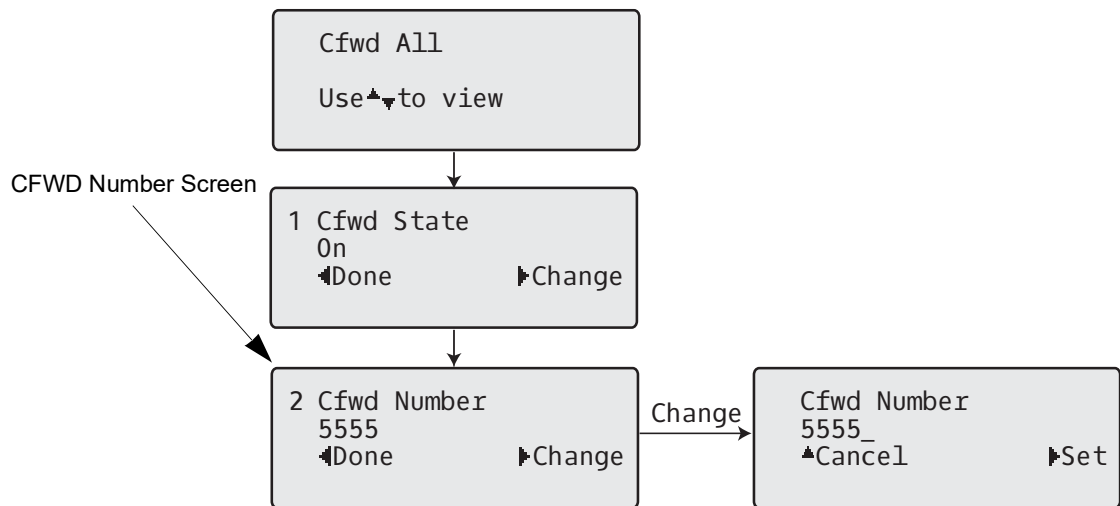 Cfwd All
Use▲▼to view
CFWD Number Screen
1 Cfwd State
On
◀Done ▶Change
2 Cfwd Number
5555
◀Done ▶Change
Change
Cfwd Number
5555_
▲Cancel ▶Set